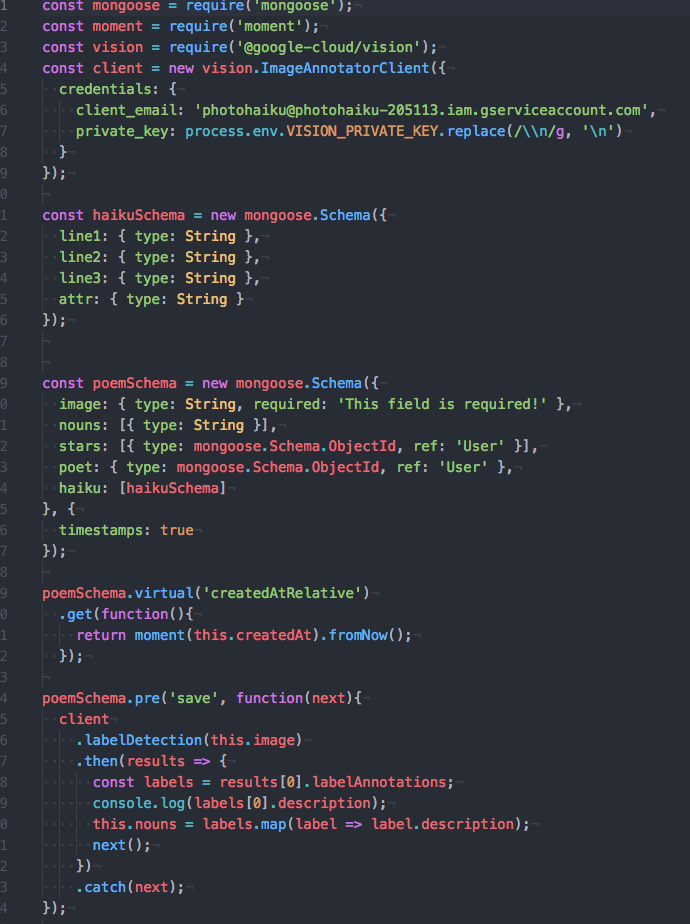 1 const mongoose = require('mongoose');
2 const moment = require('moment');
3 const vision = require('@google-cloud/vision');
4 const client = new vision.ImageAnnotatorClient({
5   credentials: {
6     client_email: 'photohaiku@photohaiku-205113.iam.gserviceaccount.com',
7     private_key: process.env.VISION_PRIVATE_KEY.replace(/\\n/g, '\n')
8   }
9 });
0
1 const haikuSchema = new mongoose.Schema({
2   line1: { type: String },
3   line2: { type: String },
4   line3: { type: String },
5   attr: { type: String }
6 });
7
8
9 const poemSchema = new mongoose.Schema({
0   image: { type: String, required: 'This field is required!' },
1   nouns: [{ type: String }],
2   stars: [{ type: mongoose.Schema.ObjectId, ref: 'User' }],
3   poet: { type: mongoose.Schema.ObjectId, ref: 'User' },
4   haiku: [haikuSchema]
5 }, {
6   timestamps: true
7 });
8
9 poemSchema.virtual('createdAtRelative')
0   .get(function(){
1     return moment(this.createdAt).fromNow();
2   });
3
4 poemSchema.pre('save', function(next){
5   client
6     .labelDetection(this.image)
7     .then(results => {
8       const labels = results[0].labelAnnotations;
9       console.log(labels[0].description);
0       this.nouns = labels.map(label => label.description);
1       next();
2     })
3     .catch(next);
4 });